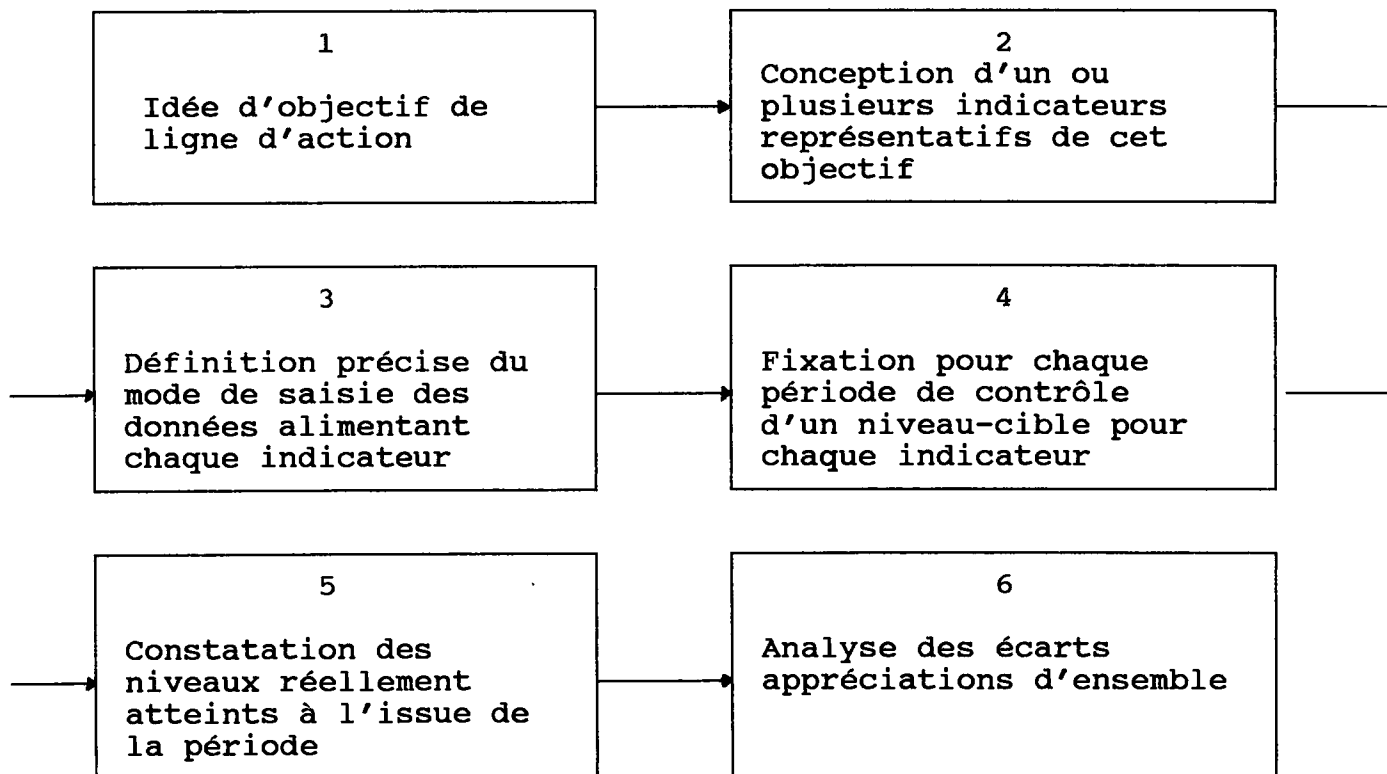 1
Idée d'objectif de
ligne d'action
2
Conception d'un ou
plusieurs indicateurs
représentatifs de cet
objectif
3
Définition précise du
mode de saisie des
données alimentant
chaque indicateur
4
Fixation pour chaque
période de contrôle
d'un niveau-cible pour
chaque indicateur
5
Constatation des
niveaux réellement
atteints à l'issue de
la période
6
Analyse des écarts
appréciations d'ensemble